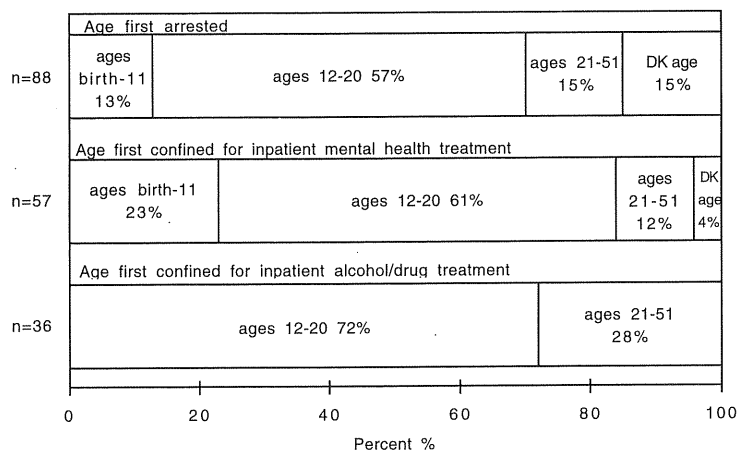 Age first arrested
n=88
ages
birth-11
13%
ages 12-20 57%
ages 21-51
15%
DK age
15%
Age first confined for inpatient mental health treatment
n=57
ages birth-11
23%
ages 12-20 61%
ages
21-51
12%
DK
age
4%
Age first confined for inpatient alcohol/drug treatment
n=36
ages 12-20 72%
ages 21-51
28%
0 20 40 60 80 100
Percent %